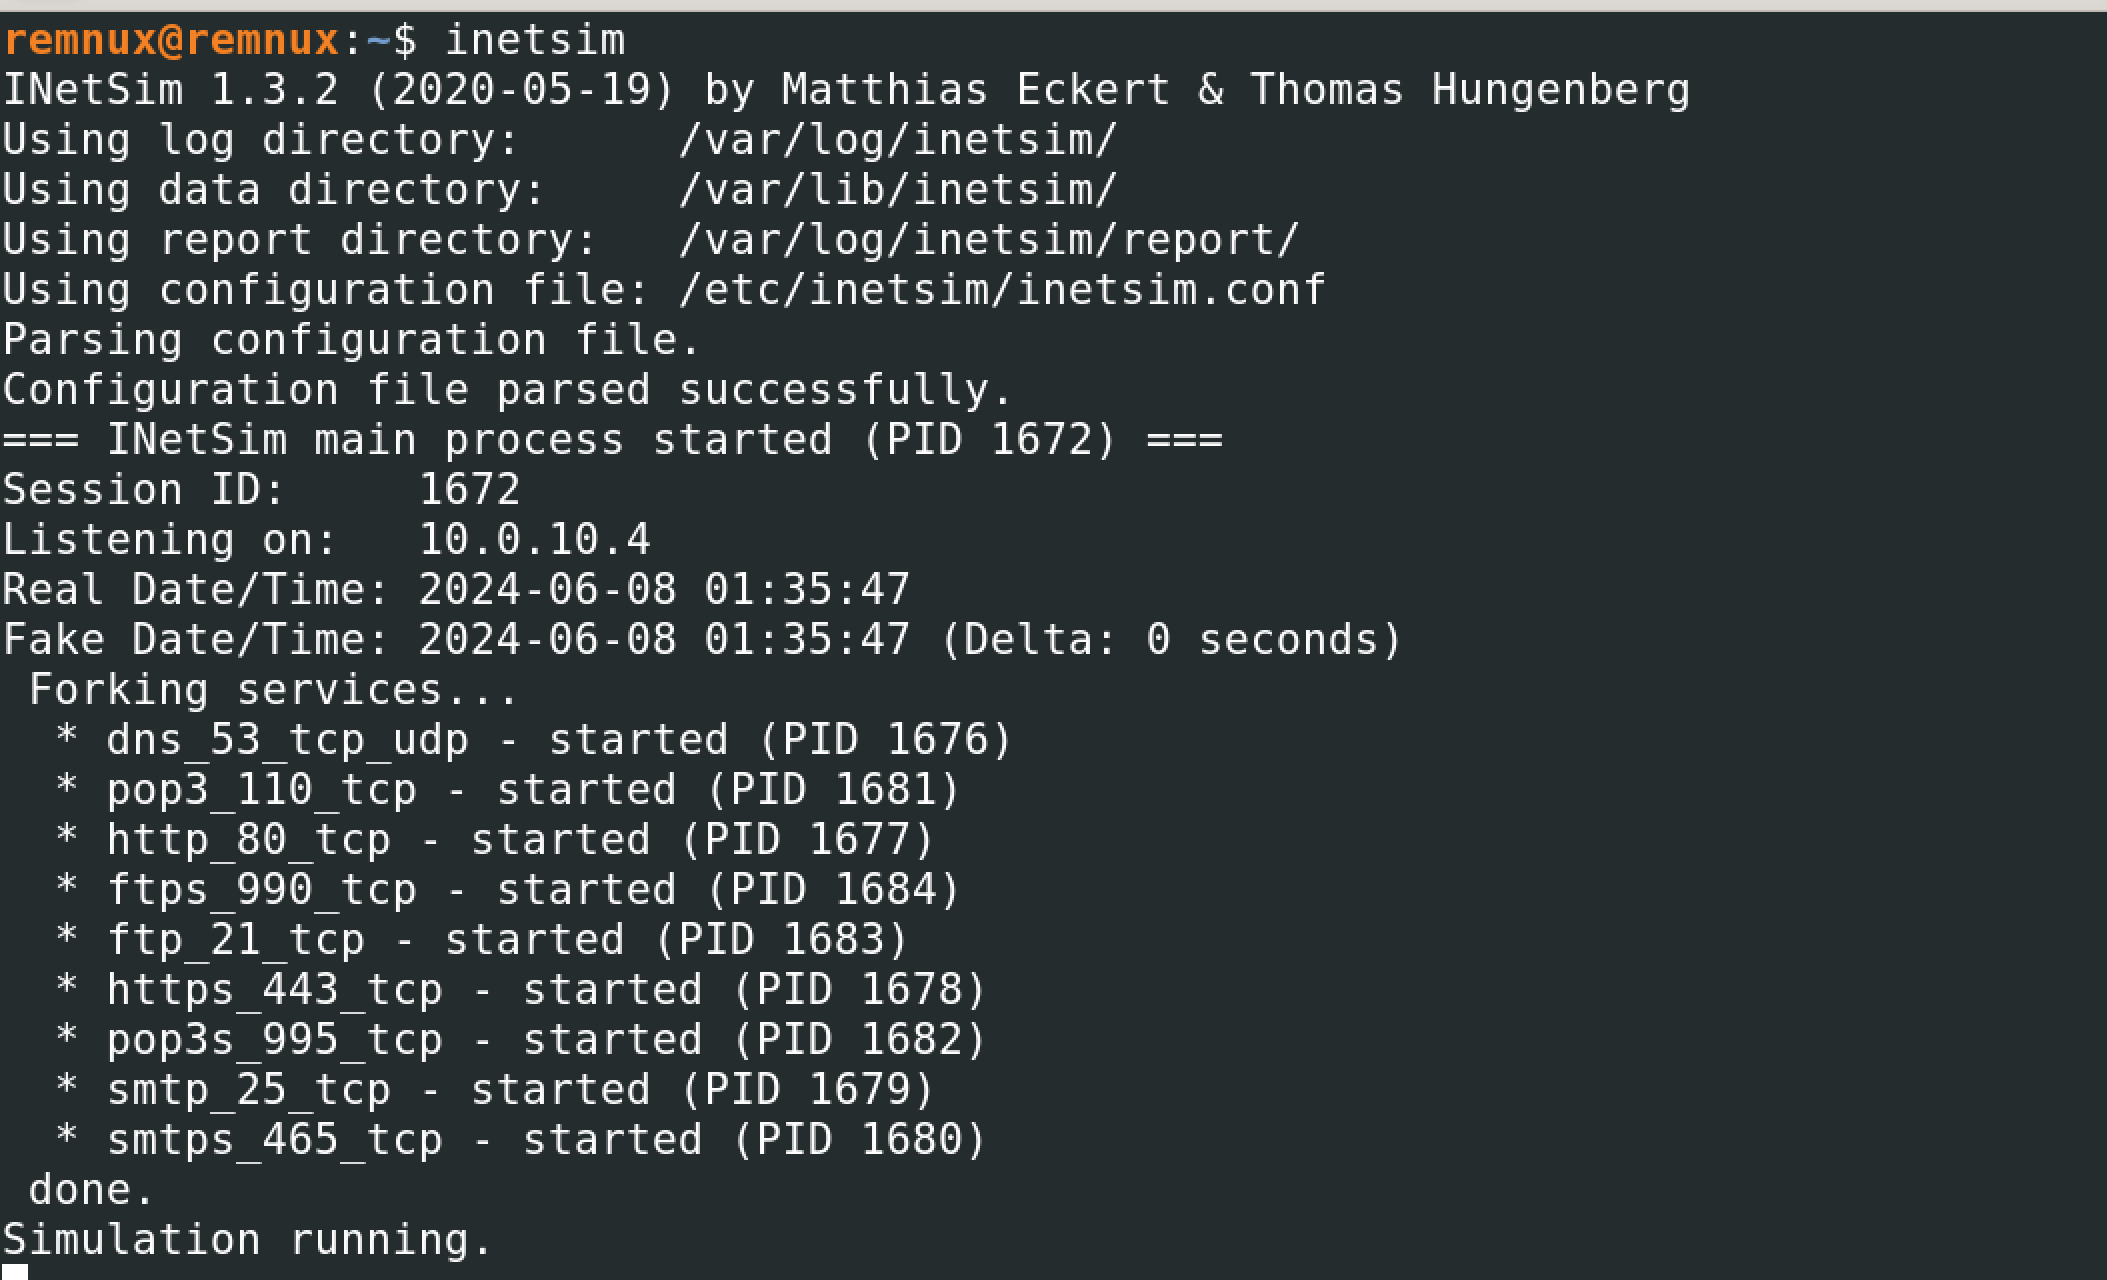 remnux@remnux:~$ inetsim
INetSim 1.3.2 (2020-05-19) by Matthias Eckert & Thomas Hungenberg
Using log directory:      /var/log/inetsim/
Using data directory:     /var/lib/inetsim/
Using report directory:   /var/log/inetsim/report/
Using configuration file: /etc/inetsim/inetsim.conf
Parsing configuration file.
Configuration file parsed successfully.
=== INetSim main process started (PID 1672) ===
Session ID:     1672
Listening on:   10.0.10.4
Real Date/Time: 2024-06-08 01:35:47
Fake Date/Time: 2024-06-08 01:35:47 (Delta: 0 seconds)
 Forking services...
  * dns_53_tcp_udp - started (PID 1676)
  * pop3_110_tcp - started (PID 1681)
  * http_80_tcp - started (PID 1677)
  * ftps_990_tcp - started (PID 1684)
  * ftp_21_tcp - started (PID 1683)
  * https_443_tcp - started (PID 1678)
  * pop3s_995_tcp - started (PID 1682)
  * smtp_25_tcp - started (PID 1679)
  * smtps_465_tcp - started (PID 1680)
 done.
Simulation running.